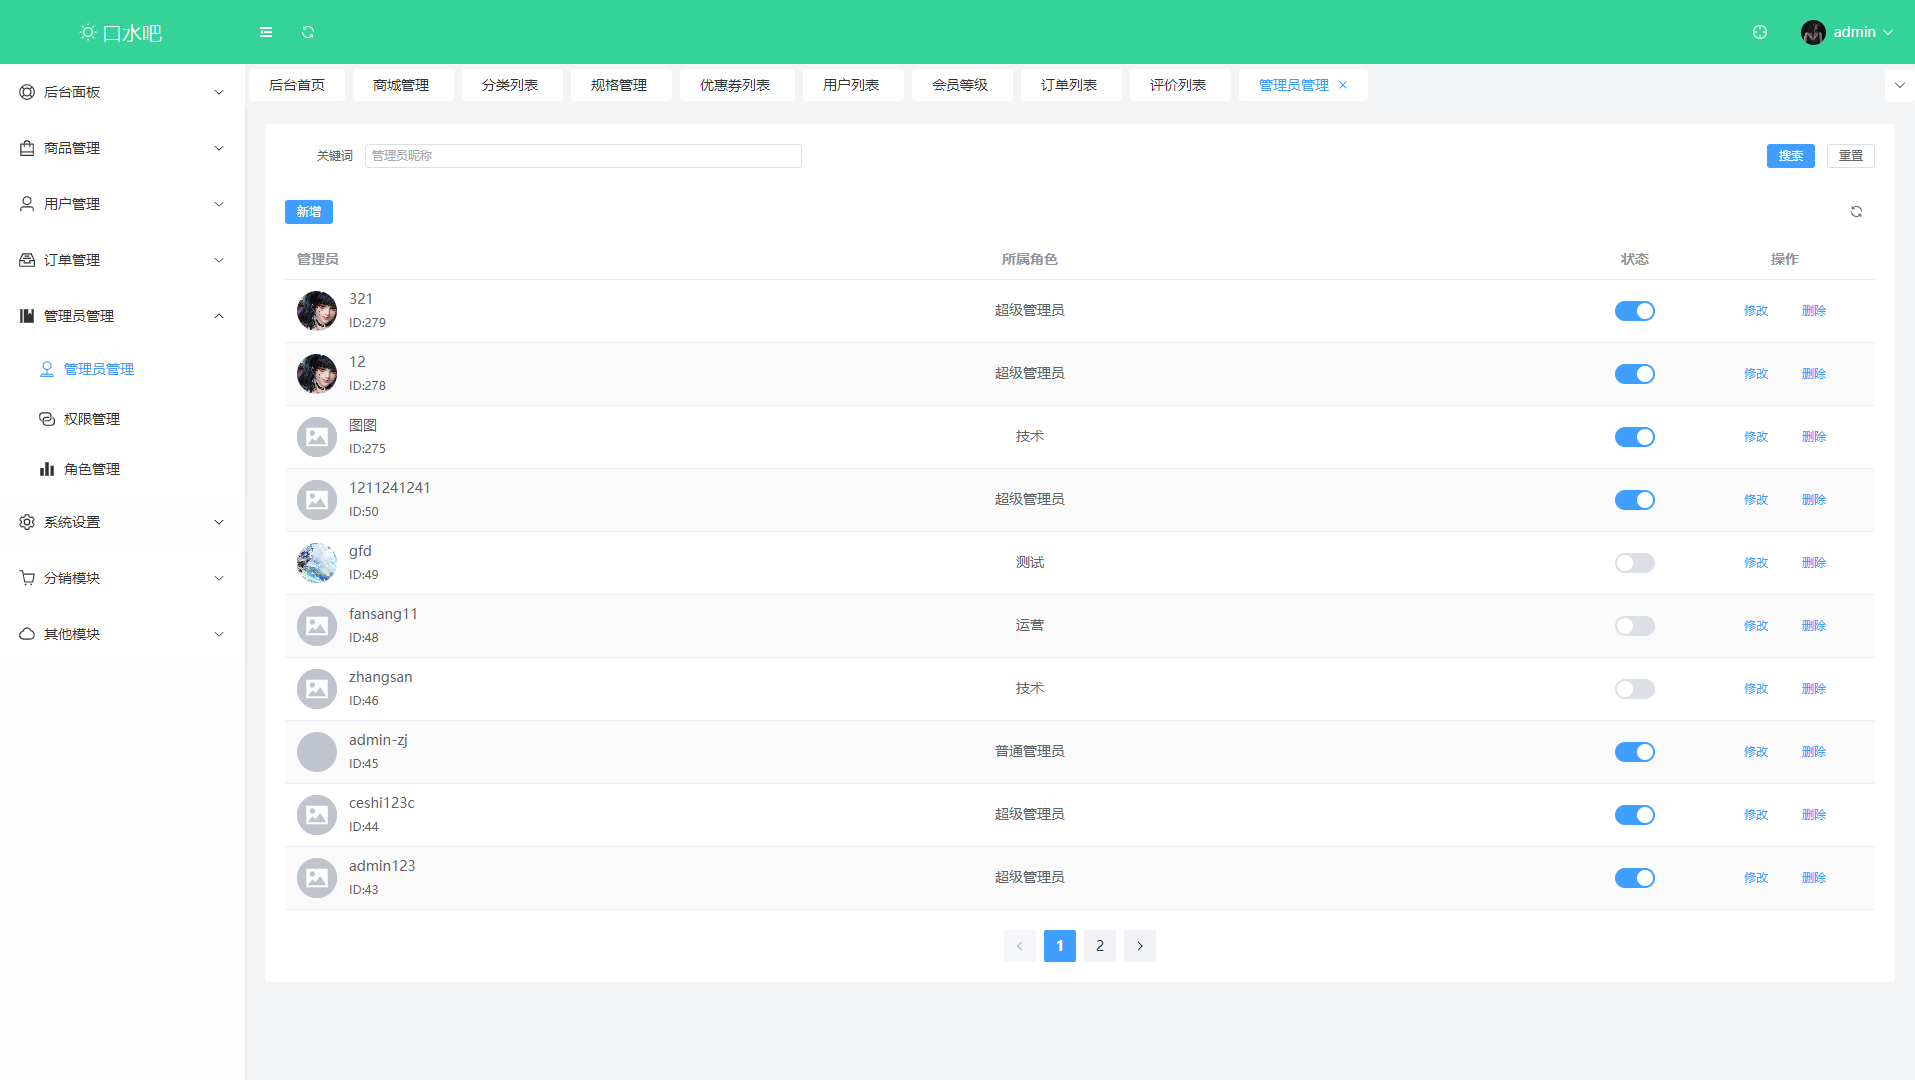 口水吧
admin
后台面板
商品管理
用户管理
订单管理
管理员管理
管理员管理
权限管理
角色管理
系统设置
分销模块
其他模块
后台首页 商城管理 分类列表 规格管理 优惠券列表 用户列表 会员等级 订单列表 评价列表 管理员管理
关键词 管理员昵称 搜索 重置
新增
管理员 所属角色 状态 操作
321
ID:279
超级管理员 修改 删除
12
ID:278
超级管理员 修改 删除
图图
ID:275
技术 修改 删除
1211241241
ID:50
超级管理员 修改 删除
gfd
ID:49
测试 修改 删除
fansang11
ID:48
运营 修改 删除
zhangsan
ID:46
技术 修改 删除
admin-zj
ID:45
普通管理员 修改 删除
ceshi123c
ID:44
超级管理员 修改 删除
admin123
ID:43
超级管理员 修改 删除
1 2